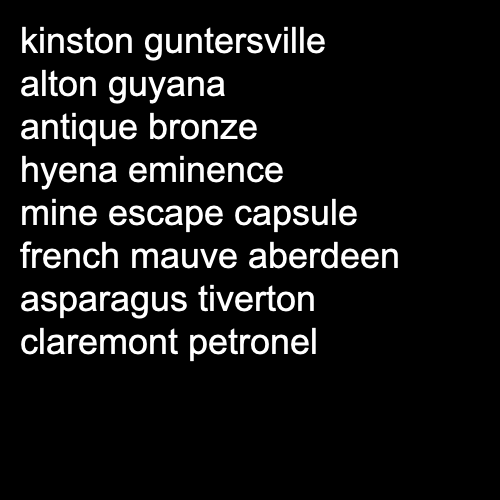 kinston guntersville
alton guyana
antique bronze
hyena eminence
mine escape capsule
french mauve aberdeen
asparagus tiverton
claremont petronel